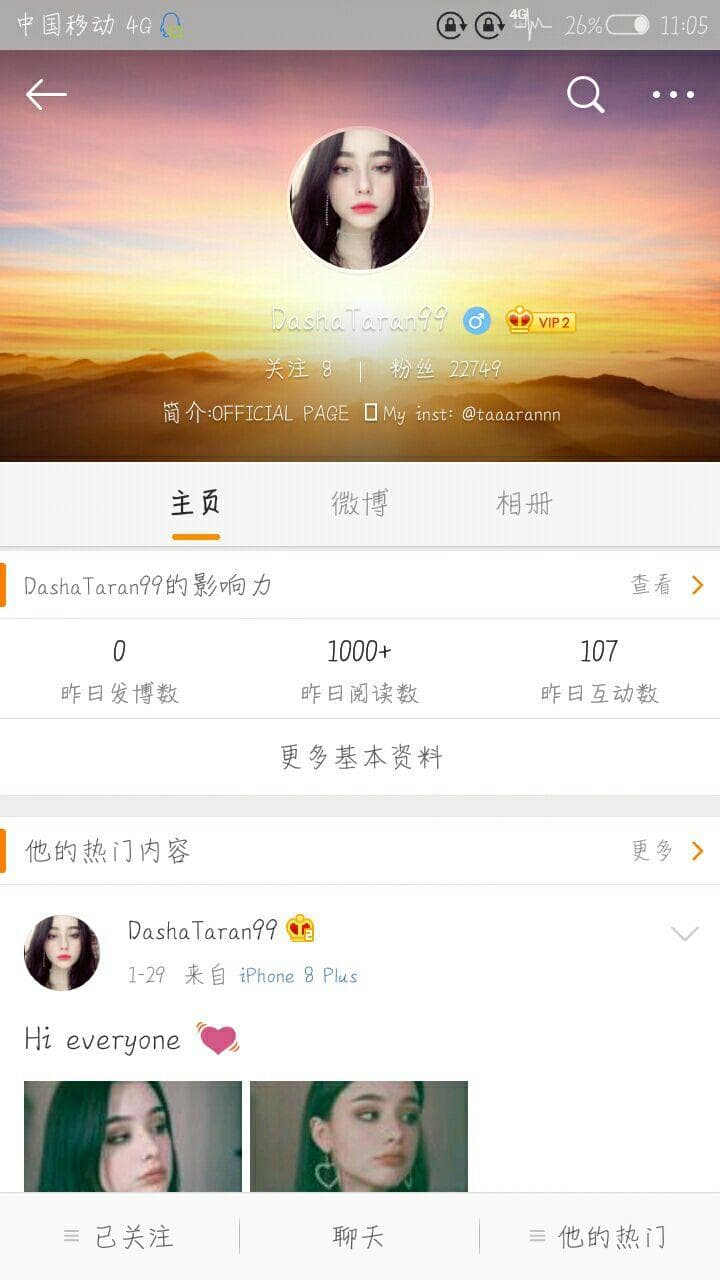 中国移动 4G 4G 26% 11:05
DashaTaran99 VIP 2
关注 8 | 粉丝 22749
简介:OFFICIAL PAGE My inst: @taaarannn
主页 微博 相册
DashaTaran99的影响力 查看
0 1000+ 107
昨日发博数 昨日阅读数 昨日互动数
更多基本资料
他的热门内容 更多
DashaTaran99 2
1-29 来自 iPhone 8 Plus
Hi everyone
已关注 聊天 他的热门